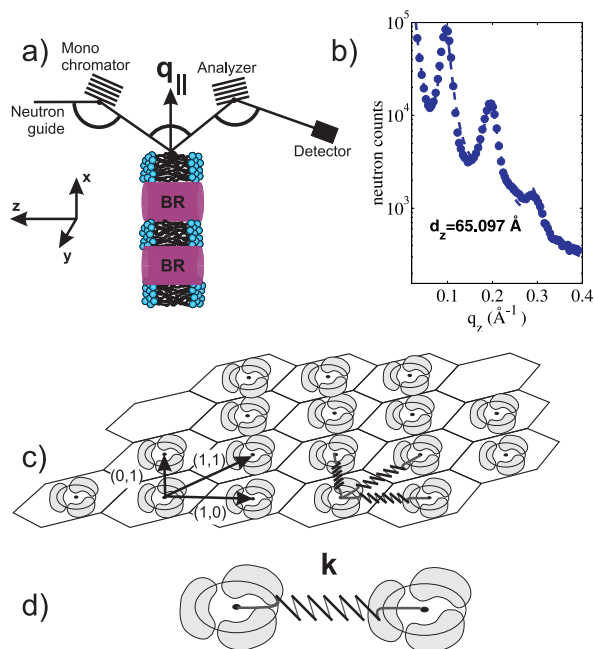 a)
Mono
chromator
q||
Analyzer
Neutron
guide
Detector
x
z
y
BR
BR
b)
10^5
10^4
10^3
neutron counts
d_z=65.097 Å
0.1 0.2 0.3 0.4
q_z (Å^-1)
c)
(0,1)
(1,1)
(1,0)
d)
k